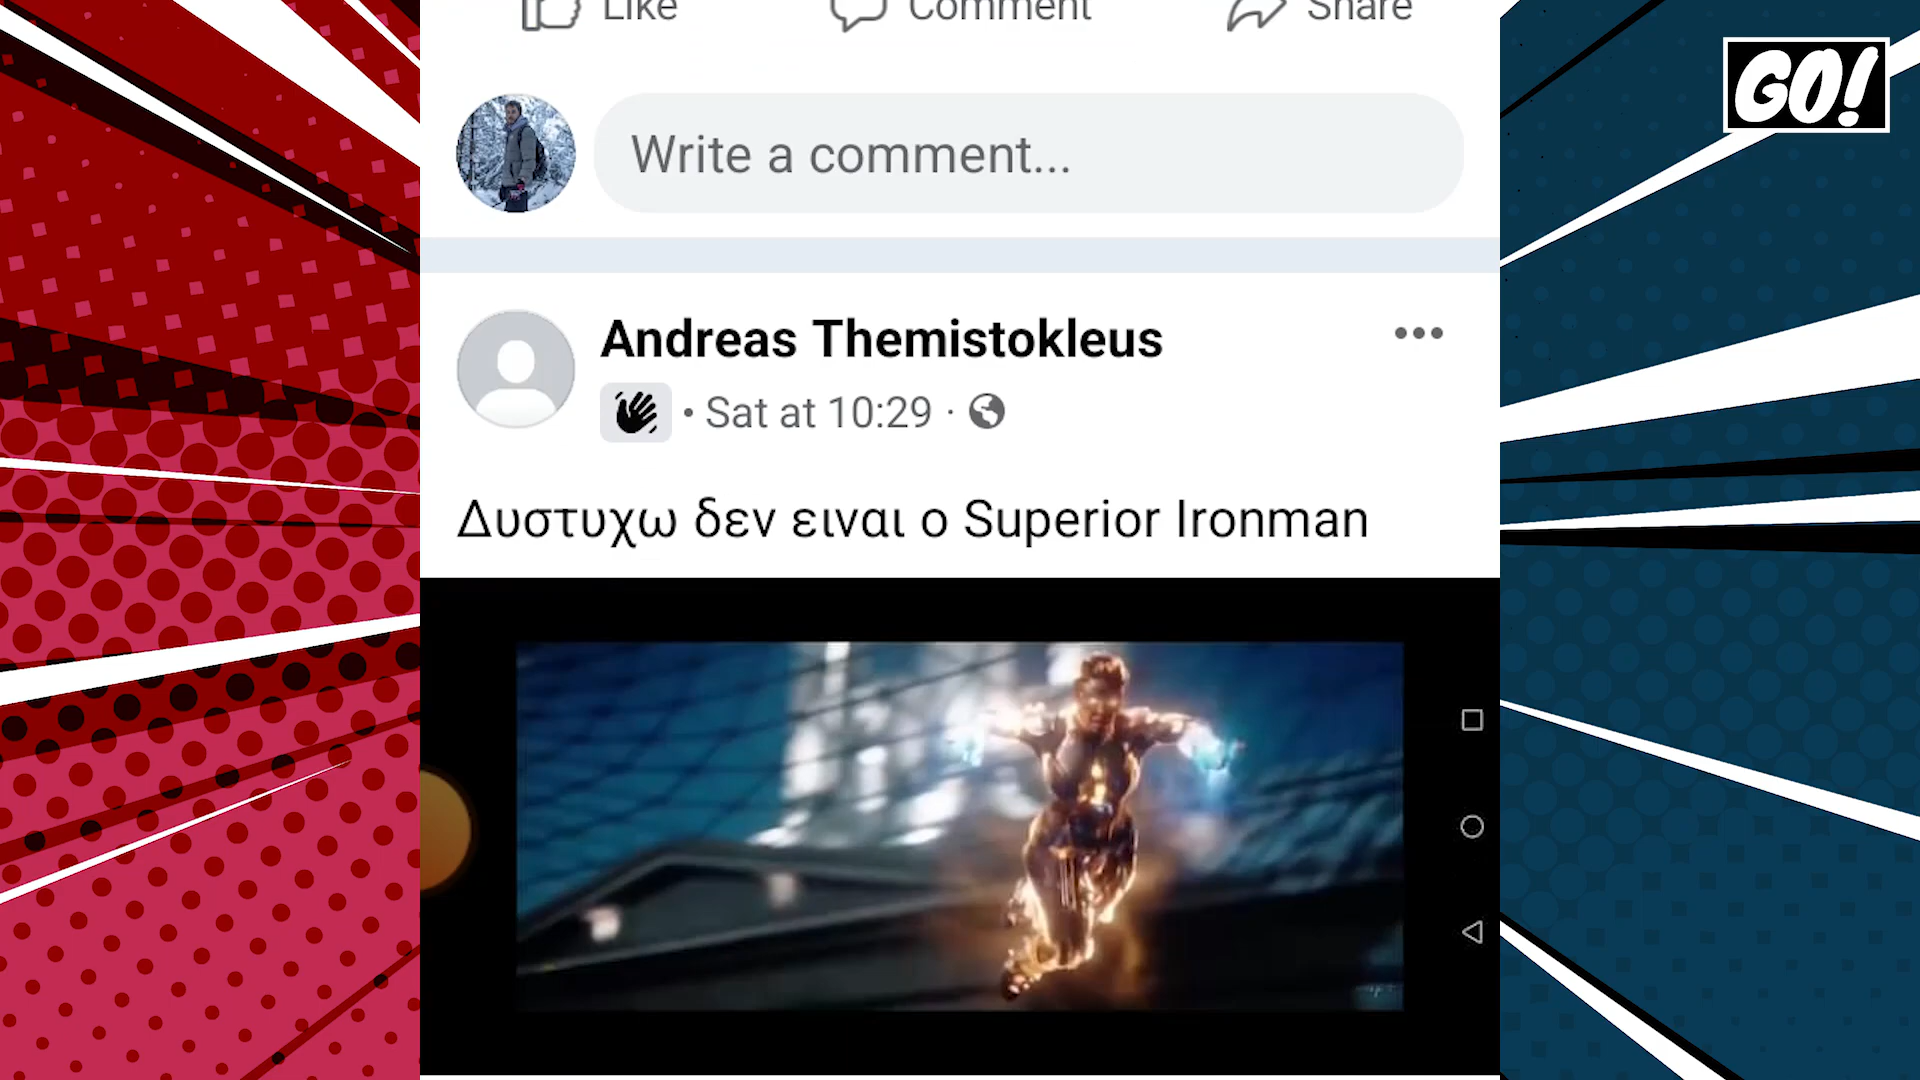 Like Comment Share
GO!
Write a comment...
Andreas Themistokleus
• Sat at 10:29 ·
Δυστυχω δεν ειναι ο Superior Ironman